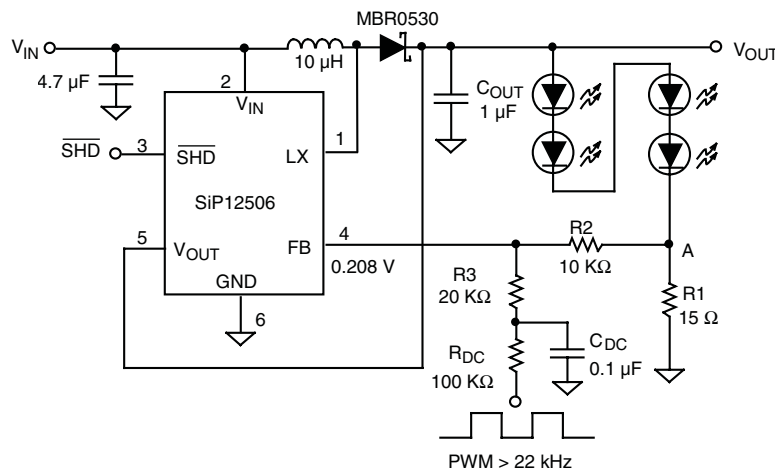 MBR0530
VIN
VOUT
10 µH
4.7 µF
2
VIN
COUT
1 µF
SHD
3
SHD
LX
1
SiP12506
5
VOUT
FB
4
R2
A
0.208 V
10 KΩ
GND
R3
20 KΩ
R1
15 Ω
6
RDC
100 KΩ
CDC
0.1 µF
PWM > 22 kHz